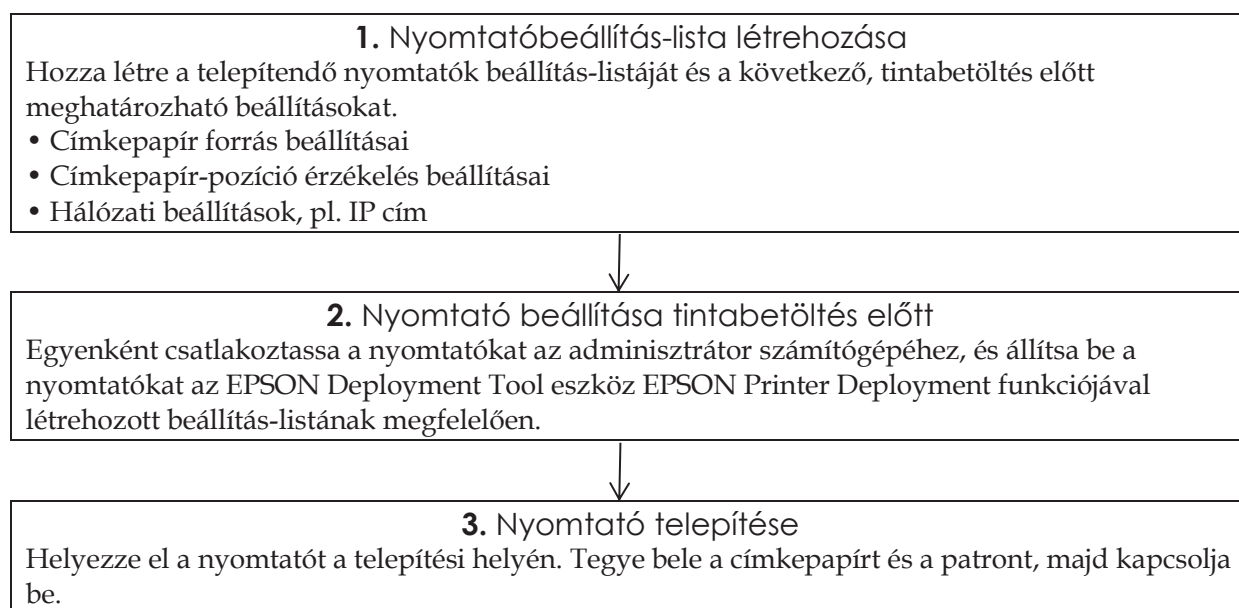 1. Nyomtatóbeállítás-lista létrehozása
Hozza létre a telepítendő nyomtatók beállítás-listáját és a következő, tintabetöltés előtt
meghatározható beállításokat.
• Címkepapír forrás beállításai
• Címkepapír-pozíció érzékelés beállításai
• Hálózati beállítások, pl. IP cím
2. Nyomtató beállítása tintabetöltés előtt
Egyenként csatlakoztassa a nyomtatókat az adminisztrátor számítógépéhez, és állítsa be a
nyomtatókat az EPSON Deployment Tool eszköz EPSON Printer Deployment funkciójával
létrehozott beállítás-listának megfelelően.
3. Nyomtató telepítése
Helyezze el a nyomtatót a telepítési helyén. Tegye bele a címkepapírt és a patront, majd kapcsolja
be.